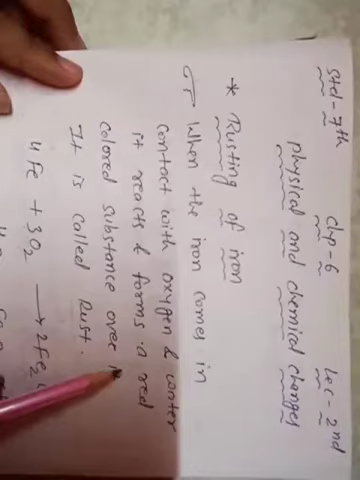 Std-7th chp-6 Lec-2nd
physical and chemical changes
* Rusting of iron
When the iron comes in
contact with oxygen & water
it reacts & forms a red
colored substance over
It is called Rust.
4Fe + 3O₂ → 2Fe₂